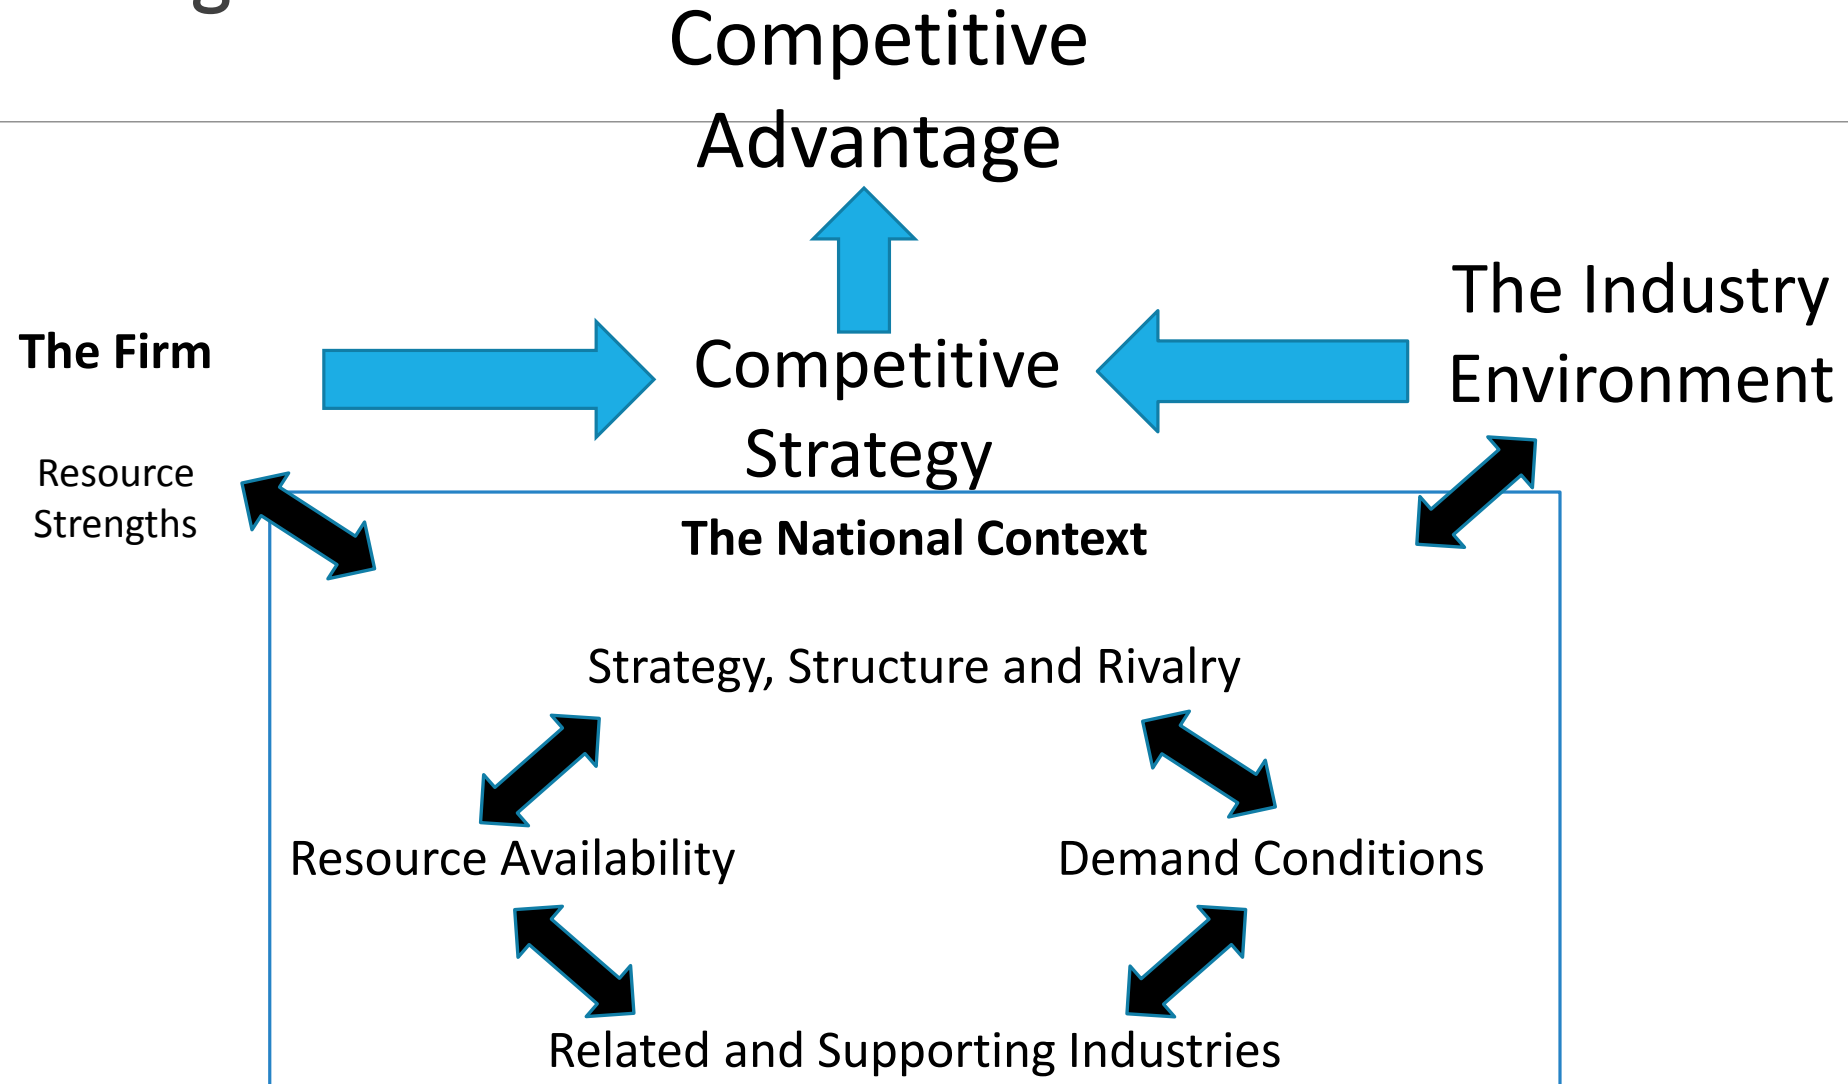 Competitive
Advantage
The Industry
Environment
The Firm
Competitive
Strategy
Resource
Strengths
The National Context
Strategy, Structure and Rivalry
Resource Availability
Demand Conditions
Related and Supporting Industries